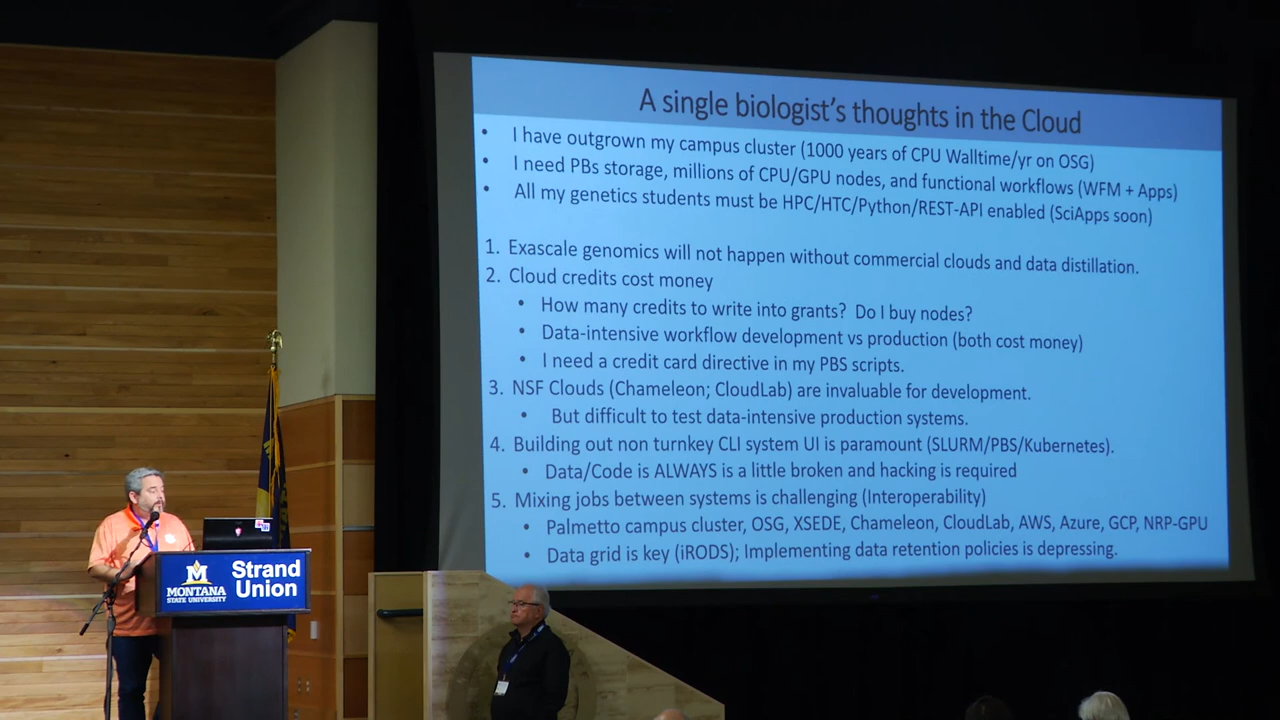 A single biologist's thoughts in the Cloud
• I have outgrown my campus cluster (1000 years of CPU Walltime/yr on OSG)
• I need PBs storage, millions of CPU/GPU nodes, and functional workflows (WFM + Apps)
• All my genetics students must be HPC/HTC/Python/REST-API enabled (SciApps soon)
1. Exascale genomics will not happen without commercial clouds and data distillation.
2. Cloud credits cost money
• How many credits to write into grants? Do I buy nodes?
• Data-intensive workflow development vs production (both cost money)
• I need a credit card directive in my PBS scripts.
3. NSF Clouds (Chameleon; CloudLab) are invaluable for development.
• But difficult to test data-intensive production systems.
4. Building out non turnkey CLI system UI is paramount (SLURM/PBS/Kubernetes).
• Data/Code is ALWAYS is a little broken and hacking is required
5. Mixing jobs between systems is challenging (Interoperability)
• Palmetto campus cluster, OSG, XSEDE, Chameleon, CloudLab, AWS, Azure, GCP, NRP-GPU
• Data grid is key (iRODS); Implementing data retention policies is depressing.
M
MONTANA
STATE UNIVERSITY
Strand
Union